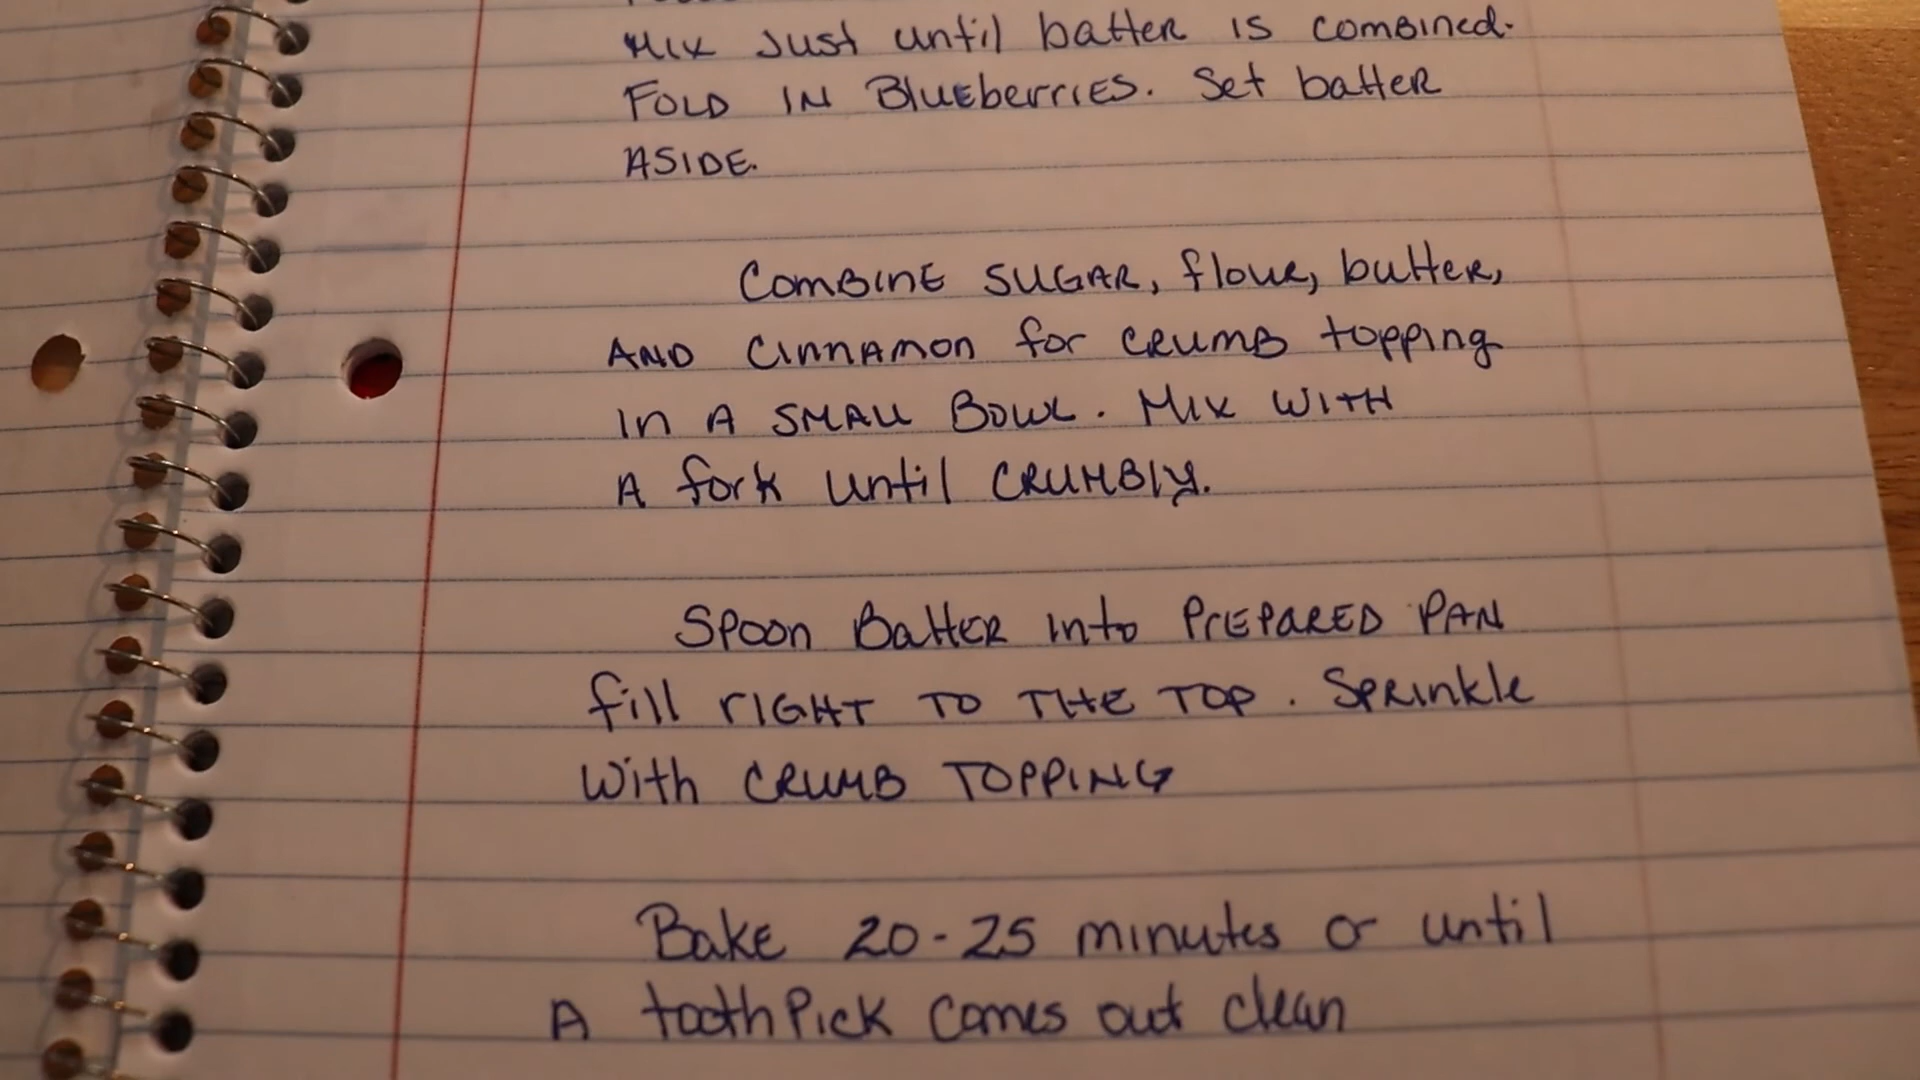 Mix Just until batter is combined.
FOLD IN Blueberries. Set batter
ASIDE.
Combine SUGAR, flour, butter,
AND Cinnamon for crumb topping
in A SMAll Bowl. Mix with
A fork until CRUMBly.
Spoon Batter into PrEPARED PAN
fill rIGHT TO THE TOP. Sprinkle
With CRUMB TOPPING
Bake 20-25 minutes or until
A toothPick comes out clean